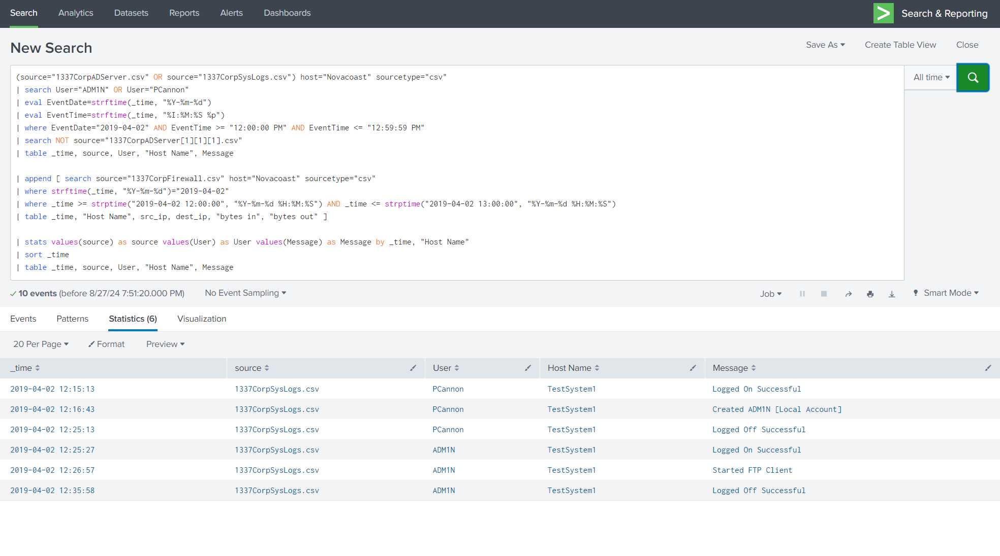 Search Analytics Datasets Reports Alerts Dashboards Search & Reporting
New Search Save As Create Table View Close
(source="1337CorpADServer.csv" OR source="1337CorpSysLogs.csv") host="Novacoast" sourcetype="csv" All time
| search User="ADM1N" OR User="PCannon"
| eval EventDate=strftime(_time, "%Y-%m-%d")
| eval EventTime=strftime(_time, "%I:%M:%S %p")
| where EventDate="2019-04-02" AND EventTime >= "12:00:00 PM" AND EventTime <= "12:59:59 PM"
| search NOT source="1337CorpADServer[1][1][1].csv"
| table _time, source, User, "Host Name", Message
| append [ search source="1337CorpFirewall.csv" host="Novacoast" sourcetype="csv"
| where strftime(_time, "%Y-%m-%d")="2019-04-02"
| where _time >= strptime("2019-04-02 12:00:00", "%Y-%m-%d %H:%M:%S") AND _time <= strptime("2019-04-02 13:00:00", "%Y-%m-%d %H:%M:%S")
| table _time, "Host Name", src_ip, dest_ip, "bytes in", "bytes out" ]
| stats values(source) as source values(User) as User values(Message) as Message by _time, "Host Name"
| sort _time
| table _time, source, User, "Host Name", Message
10 events (before 8/27/24 7:51:20.000 PM) No Event Sampling Job Smart Mode
Events Patterns Statistics (6) Visualization
20 Per Page Format Preview
_time source User Host Name Message
2019-04-02 12:15:13 1337CorpSysLogs.csv PCannon TestSystem1 Logged On Successful
2019-04-02 12:16:43 1337CorpSysLogs.csv PCannon TestSystem1 Created ADM1N [Local Account]
2019-04-02 12:25:13 1337CorpSysLogs.csv PCannon TestSystem1 Logged Off Successful
2019-04-02 12:25:27 1337CorpSysLogs.csv ADM1N TestSystem1 Logged On Successful
2019-04-02 12:26:57 1337CorpSysLogs.csv ADM1N TestSystem1 Started FTP Client
2019-04-02 12:35:58 1337CorpSysLogs.csv ADM1N TestSystem1 Logged Off Successful